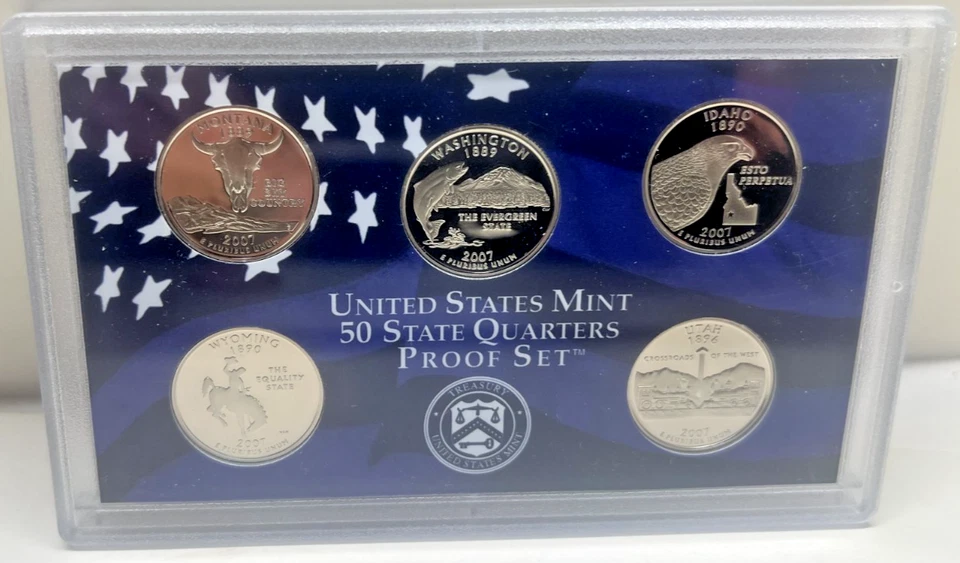 MONTANA
1889
BIG
SKY
COUNTRY
2007
E PLURIBUS UNUM
WASHINGTON
1889
THE EVERGREEN
STATE
2007
E PLURIBUS UNUM
IDAHO
1890
ESTO
PERPETUA
2007
E PLURIBUS UNUM
UNITED STATES MINT
50 STATE QUARTERS
PROOF SET™
WYOMING
1890
THE
EQUALITY
STATE
2007
E PLURIBUS UNUM
TREASURY
UNITED STATES MINT
UTAH
1896
CROSSROADS OF THE WEST
2007
E PLURIBUS UNUM